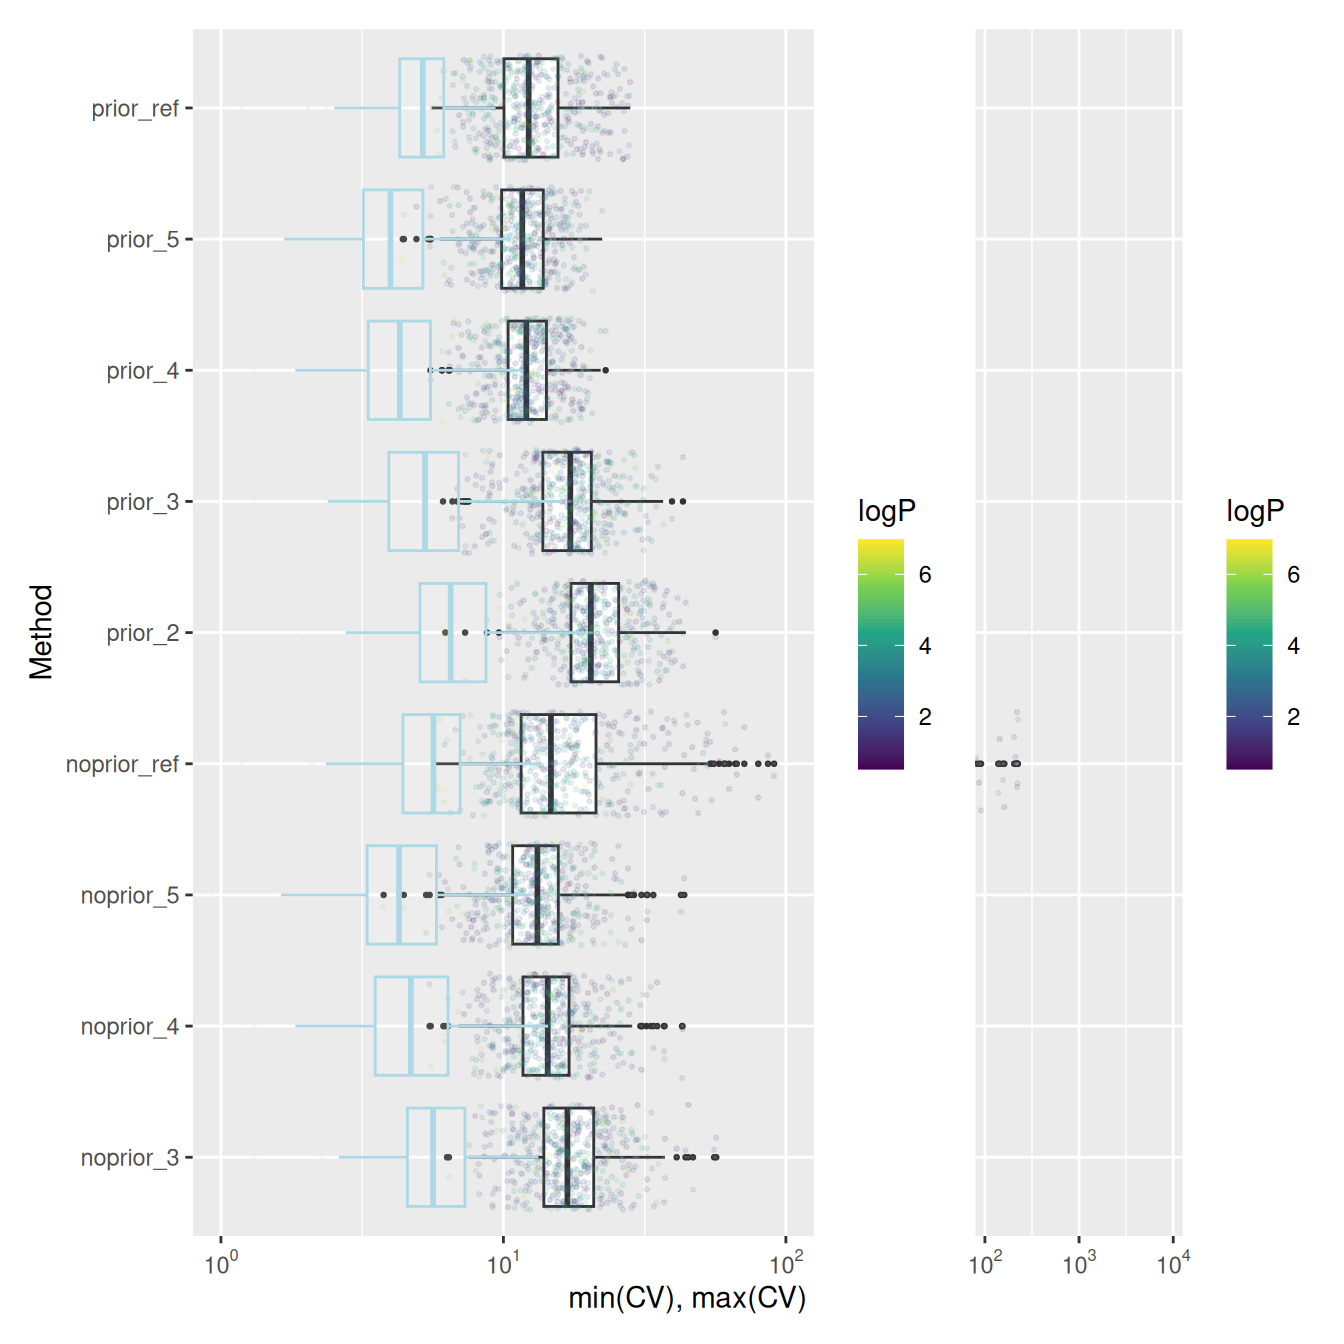 prior_ref
prior_5
prior_4
prior_3
prior_2
noprior_ref
noprior_5
noprior_4
noprior_3
Method
10^0 10^1 10^2
10^2 10^3 10^4
min(CV), max(CV)
logP
6
4
2
logP
6
4
2